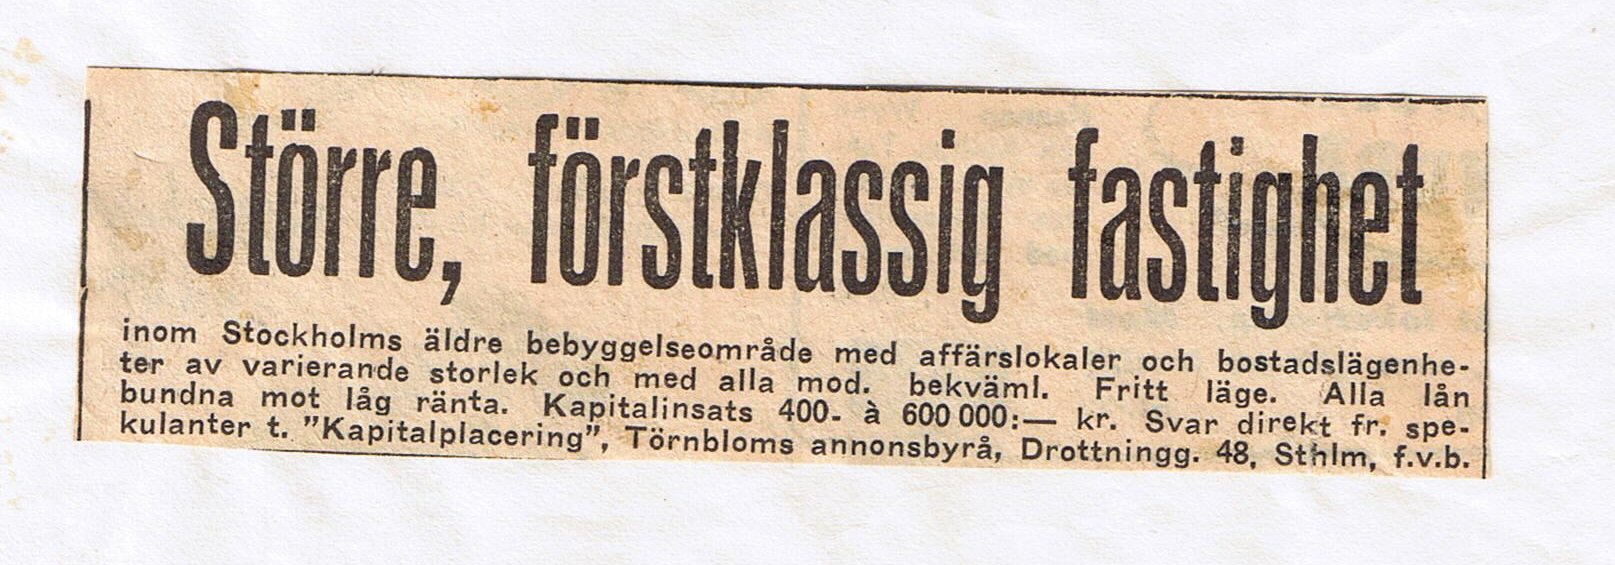 Större, förstklassig fastighet
inom Stockholms äldre bebyggelseområde med affärslokaler och bostadslägenhe-
ter av varierande storlek och med alla mod. bekväml. Fritt läge. Alla lån
bundna mot låg ränta. Kapitalinsats 400- à 600 000:— kr. Svar direkt fr. spe-
kulanter t. ”Kapitalplacering”, Törnbloms annonsbyrå, Drottningg. 48, Sthlm, f.v.b.